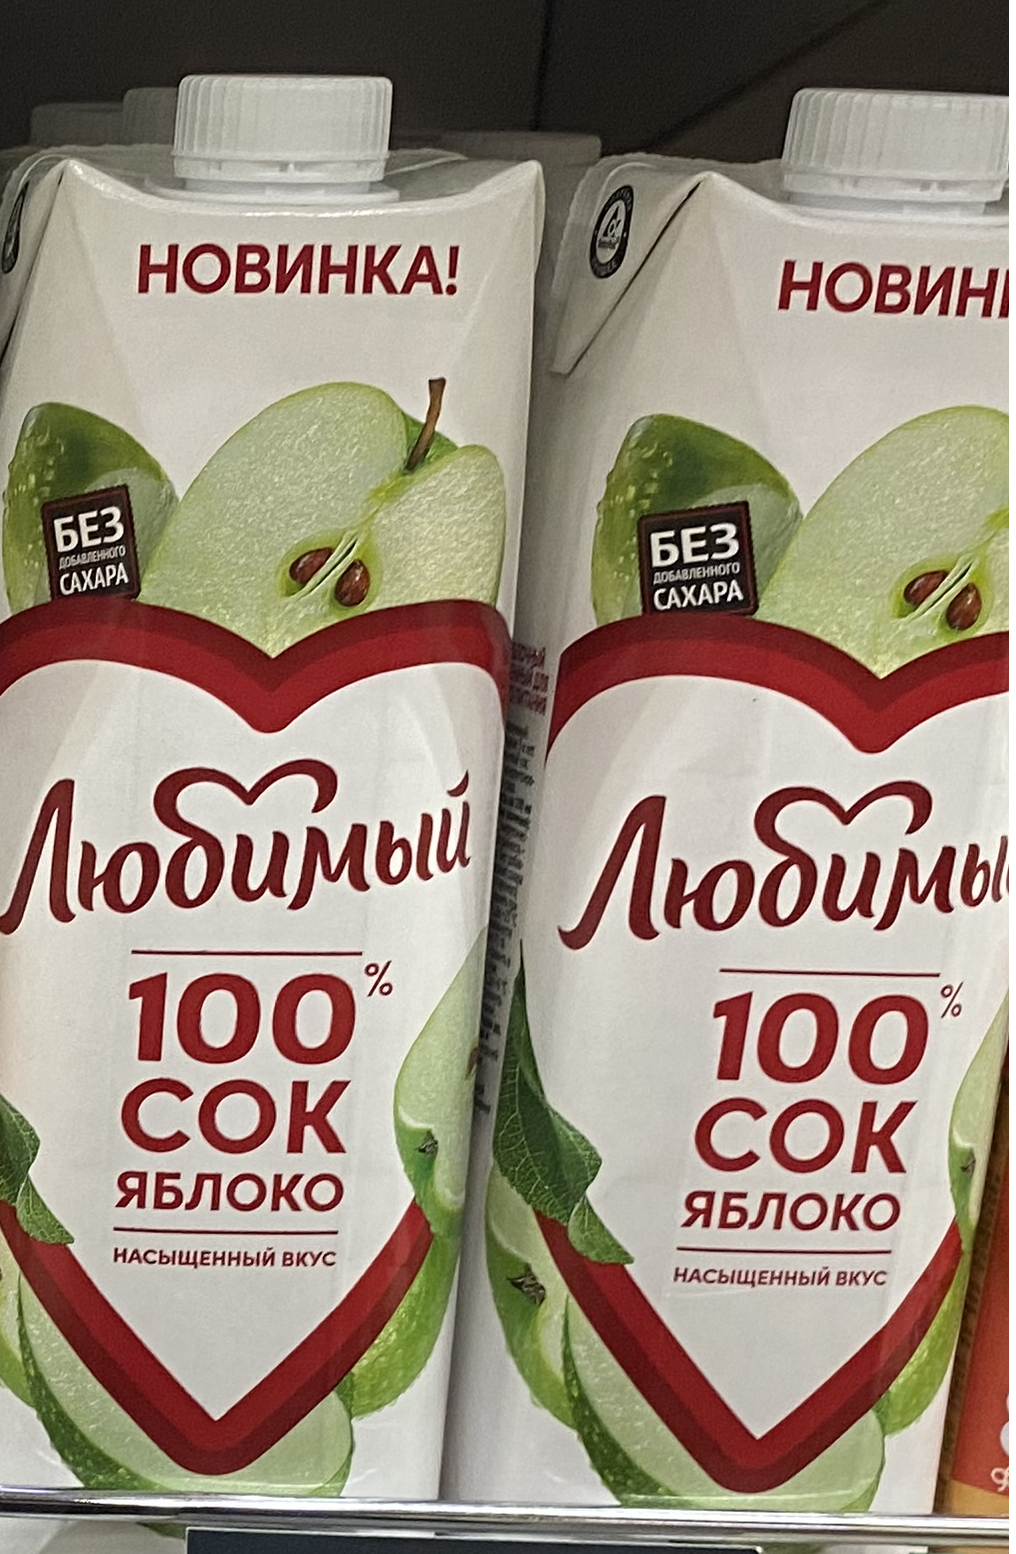 НОВИНКА!
БЕЗ
ДОБАВЛЕННОГО
САХАРА
Любимый
100%
СОК
ЯБЛОКО
НАСЫЩЕННЫЙ ВКУС
НОВИН
БЕЗ
ДОБАВЛЕННОГО
САХАРА
Любимы
100%
СОК
ЯБЛОКО
НАСЫЩЕННЫЙ ВКУС